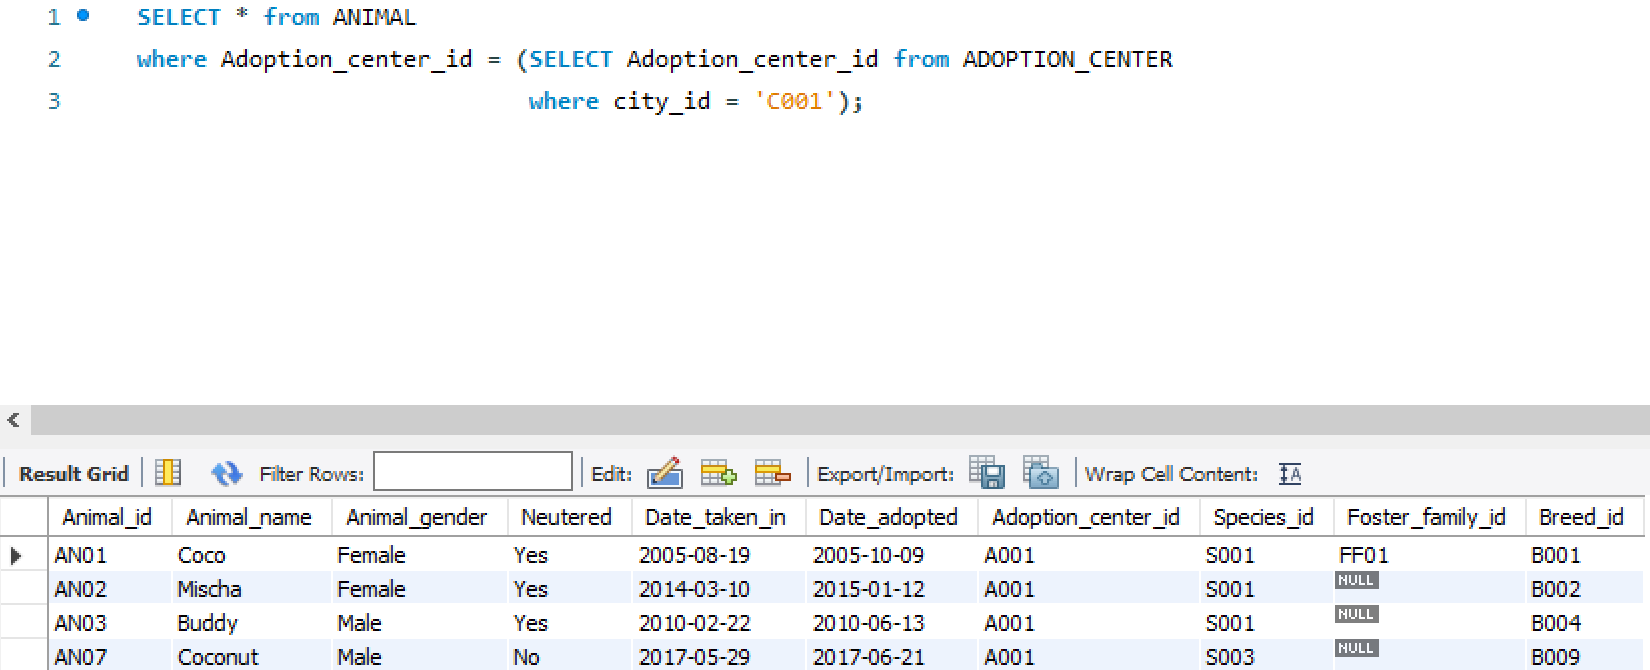 1 SELECT * from ANIMAL
2 where Adoption_center_id = (SELECT Adoption_center_id from ADOPTION_CENTER
3 where city_id = 'C001');
Result Grid Filter Rows: Edit: Export/Import: Wrap Cell Content: IA
Animal_id Animal_name Animal_gender Neutered Date_taken_in Date_adopted Adoption_center_id Species_id Foster_family_id Breed_id
AN01 Coco Female Yes 2005-08-19 2005-10-09 A001 S001 FF01 B001
AN02 Mischa Female Yes 2014-03-10 2015-01-12 A001 S001 NULL B002
AN03 Buddy Male Yes 2010-02-22 2010-06-13 A001 S001 NULL B004
AN07 Coconut Male No 2017-05-29 2017-06-21 A001 S003 NULL B009